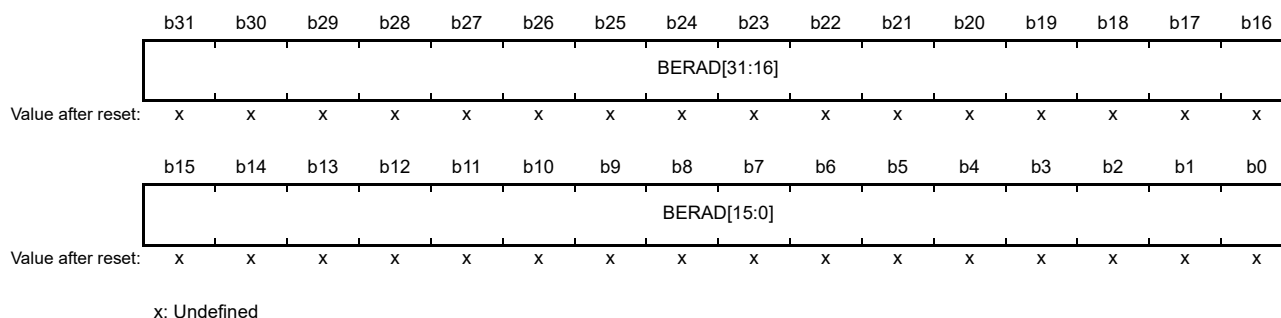 b31 b30 b29 b28 b27 b26 b25 b24 b23 b22 b21 b20 b19 b18 b17 b16
BERAD[31:16]
Value after reset: x x x x x x x x x x x x x x x x
b15 b14 b13 b12 b11 b10 b9 b8 b7 b6 b5 b4 b3 b2 b1 b0
BERAD[15:0]
Value after reset: x x x x x x x x x x x x x x x x
x: Undefined